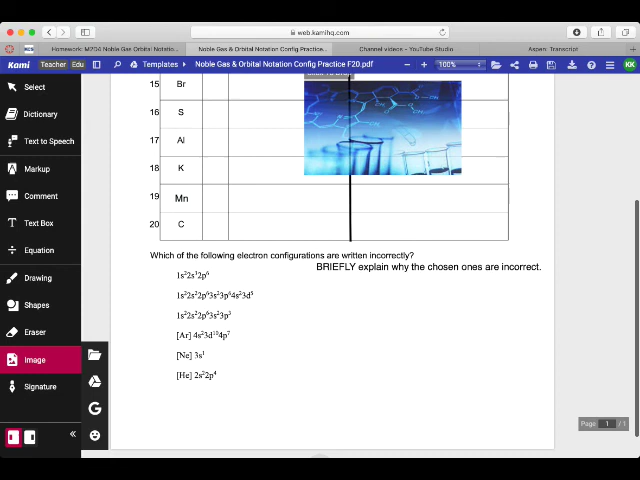 web.kamihq.com
Homework: M2D4 Noble Gas Orbital Notatio...
Noble Gas & Orbital Notation Config Practice...
Channel videos - YouTube Studio
Aspen: Transcript
Kami Teacher Edu
Templates
Noble Gas & Orbital Notation Config Practice F20.pdf
100%
KK
Select
Dictionary
Text to Speech
Markup
Comment
Text Box
Equation
Drawing
Shapes
Eraser
Image
Signature
15 Br
16 S
17 Al
18 K
19 Mn
20 C
Which of the following electron configurations are written incorrectly?
BRIEFLY explain why the chosen ones are incorrect.
1s²2s¹2p⁶
1s²2s²2p⁶3s²3p⁶4s²3d⁵
1s²2s²2p⁶3s²3p³
[Ar] 4s²3d¹⁰4p⁷
[Ne] 3s¹
[He] 2s²2p⁴
Page 1 / 1